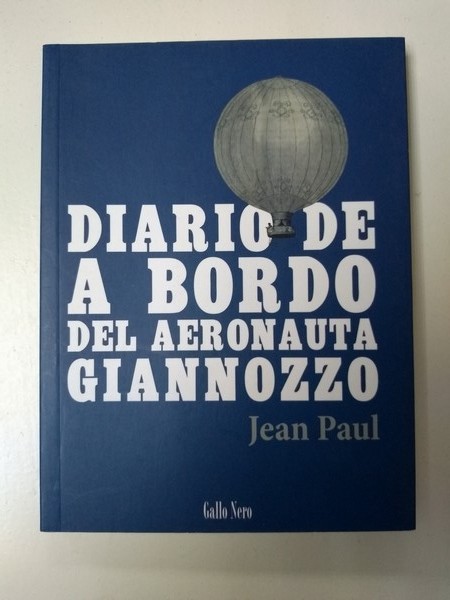 DIARIO DE
A BORDO
DEL AERONAUTA
GIANNOZZO
Jean Paul
Gallo Nero